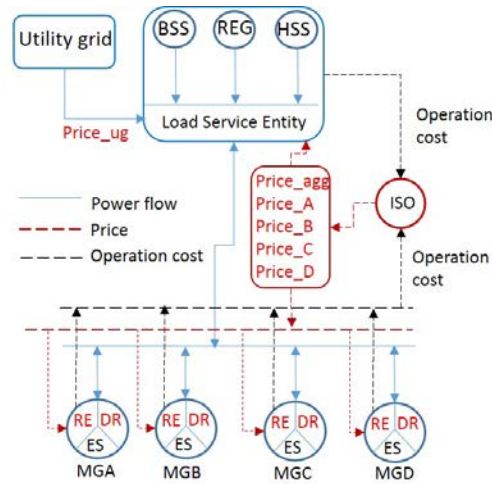 BSS REG HSS
Utility grid
Load Service Entity
Price_ug
Operation
cost
Price_agg
Price_A
Price_B
Price_C
Price_D
ISO
Power flow
Price
Operation cost
Operation
cost
RE DR
ES
MGA
RE DR
ES
MGB
RE DR
ES
MGC
RE DR
ES
MGD